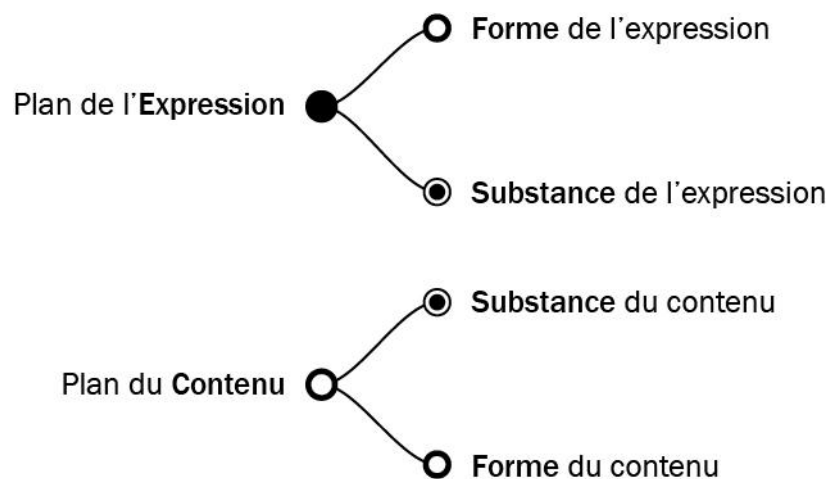 Forme de l’expression
Plan de l’Expression
Substance de l’expression
Substance du contenu
Plan du Contenu
Forme du contenu